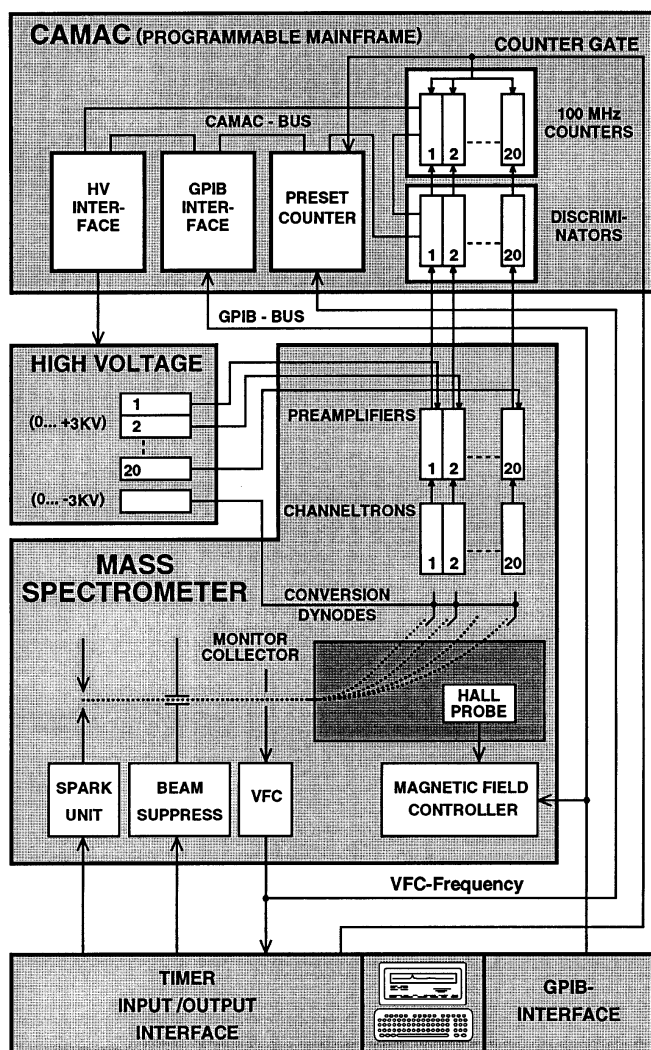 CAMAC (PROGRAMMABLE MAINFRAME)
COUNTER GATE
CAMAC - BUS
100 MHz
COUNTERS
1 2 20
HV
INTER-
FACE
GPIB
INTER-
FACE
PRESET
COUNTER
DISCRIMI-
NATORS
1 2 20
GPIB - BUS
HIGH VOLTAGE
(0... +3KV)
1
2
20
(0... -3KV)
PREAMPLIFIERS
1 2 20
CHANNELTRONS
1 2 20
MASS
SPECTROMETER
CONVERSION
DYNODES
MONITOR
COLLECTOR
HALL
PROBE
SPARK
UNIT
BEAM
SUPPRESS
VFC
MAGNETIC FIELD
CONTROLLER
VFC-Frequency
TIMER
INPUT/OUTPUT
INTERFACE
GPIB-
INTERFACE